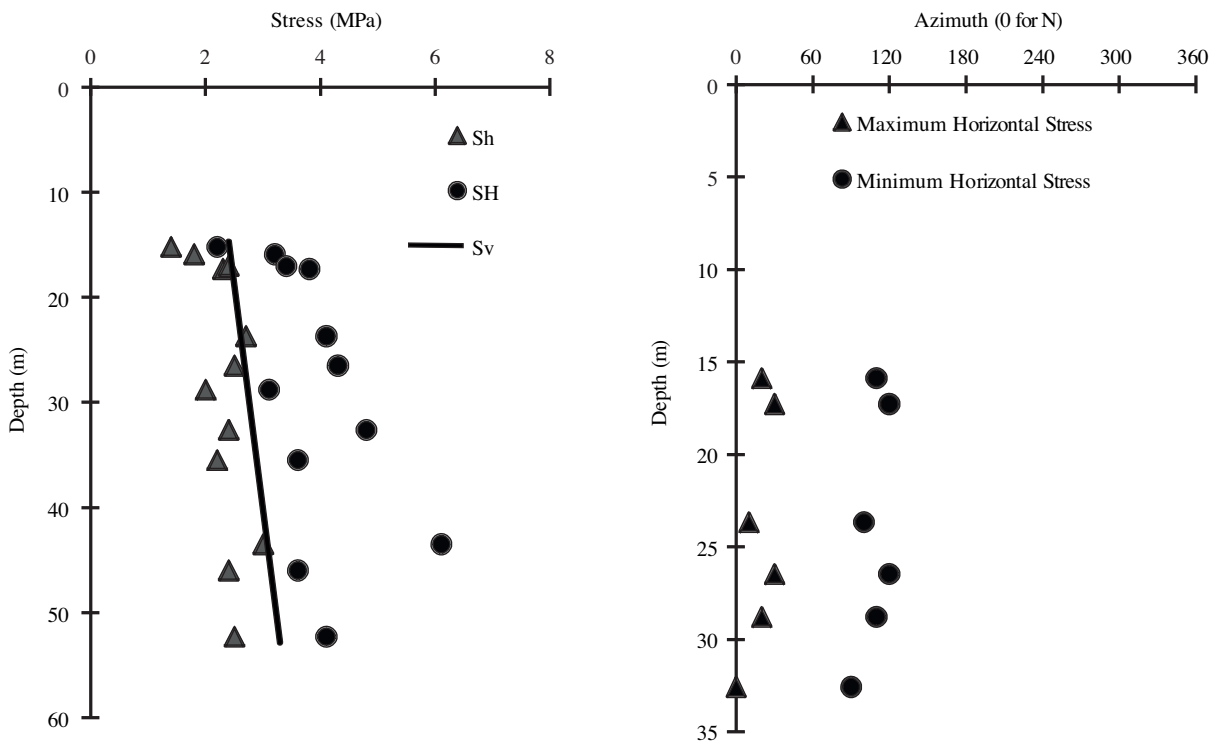 Stress (MPa)
0 2 4 6 8
0
10
20
30
40
50
60
Depth (m)
Sh
SH
Sv
Azimuth (0 for N)
0 60 120 180 240 300 360
0
5
10
15
20
25
30
35
Depth (m)
Maximum Horizontal Stress
Minimum Horizontal Stress